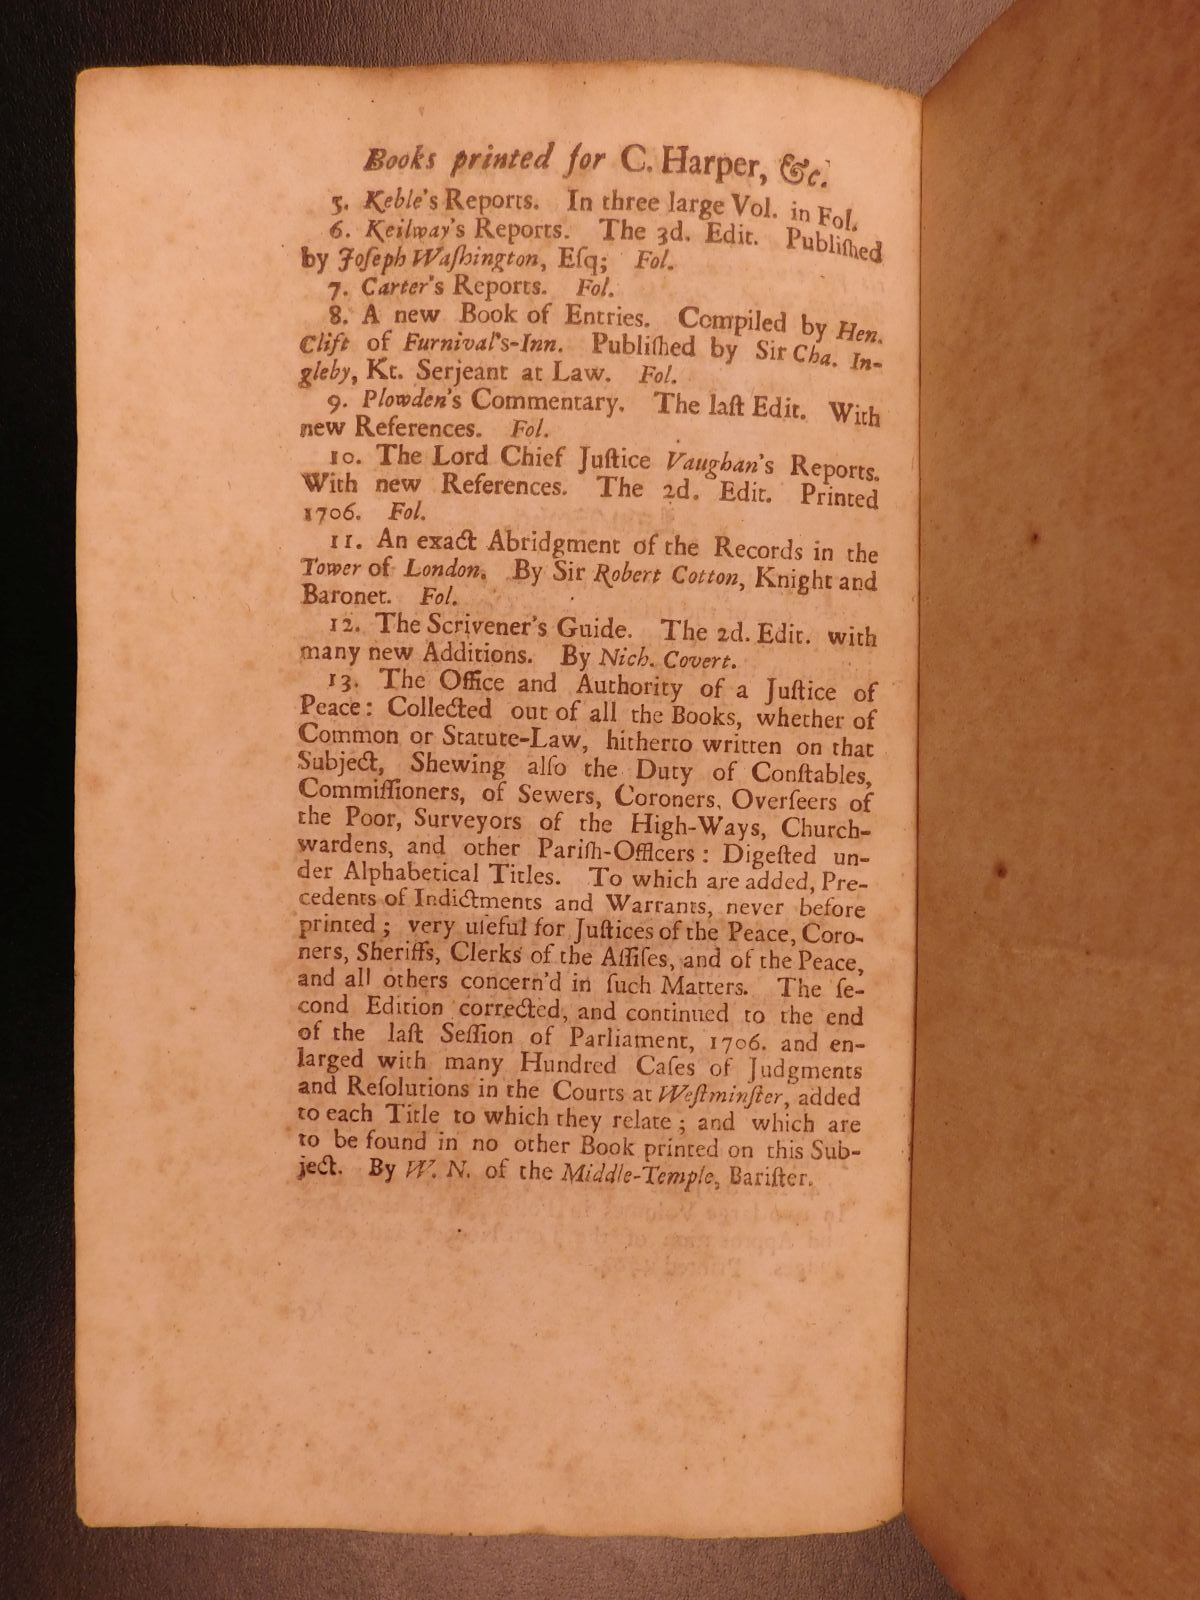 Books printed for C. Harper, &c.
5. Keble's Reports. In three large Vol. in Fol.
6. Keilway's Reports. The 3d. Edit. Publiſhed
by Joſeph Waſhington, Eſq; Fol.
7. Carter's Reports. Fol.
8. A new Book of Entries. Compiled by Hen.
Clift of Furnival's-Inn. Publiſhed by Sir Cha. In-
gleby, Kt. Serjeant at Law. Fol.
9. Plowden's Commentary. The laſt Edit. With
new References. Fol.
10. The Lord Chief Juſtice Vaughan's Reports.
With new References. The 2d. Edit. Printed
1706. Fol.
11. An exact Abridgment of the Records in the
Tower of London. By Sir Robert Cotton, Knight and
Baronet. Fol.
12. The Scrivener's Guide. The 2d. Edit. with
many new Additions. By Nich. Covert.
13. The Office and Authority of a Juſtice of
Peace: Collected out of all the Books, whether of
Common or Statute-Law, hitherto written on that
Subject, Shewing alſo the Duty of Conſtables,
Commiſſioners, of Sewers, Coroners, Overſeers of
the Poor, Surveyors of the High-Ways, Church-
wardens, and other Pariſh-Officers: Digeſted un-
der Alphabetical Titles. To which are added, Pre-
cedents of Indictments and Warrants, never before
printed; very uſeful for Juſtices of the Peace, Coro-
ners, Sheriffs, Clerks of the Aſſiſes, and of the Peace,
and all others concern'd in ſuch Matters. The ſe-
cond Edition corrected, and continued to the end
of the laſt Seſſion of Parliament, 1706. and en-
larged with many Hundred Caſes of Judgments
and Reſolutions in the Courts at Weſtminſter, added
to each Title to which they relate; and which are
to be found in no other Book printed on this Sub-
ject. By W. N. of the Middle-Temple, Bariſter.